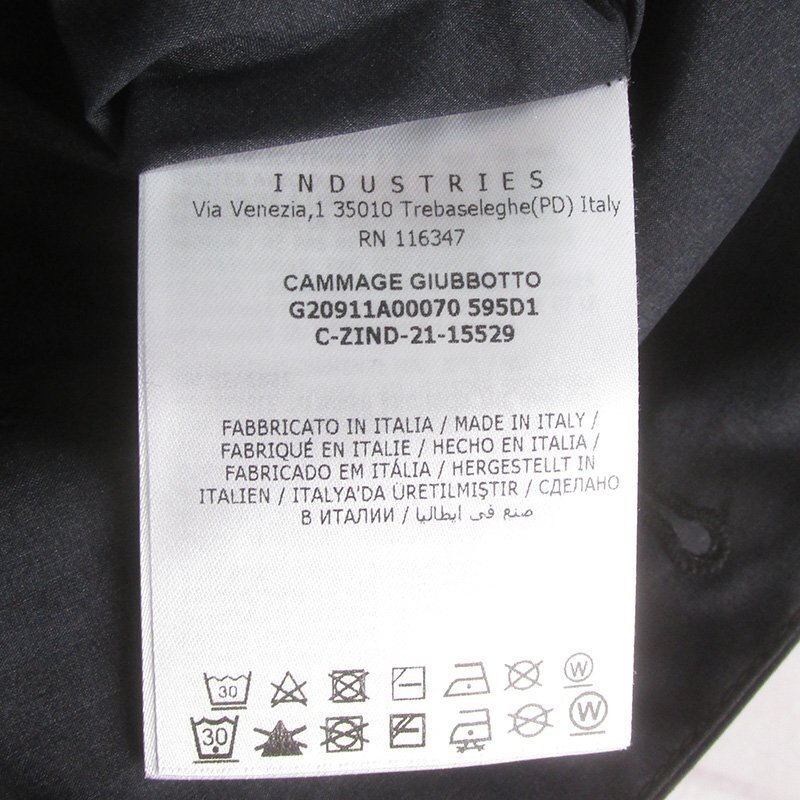 INDUSTRIES
Via Venezia,1 35010 Trebaseleghe(PD) Italy
RN 116347
CAMMAGE GIUBBOTTO
G20911A00070 595D1
C-ZIND-21-15529
FABBRICATO IN ITALIA / MADE IN ITALY /
FABRIQUÉ EN ITALIE / HECHO EN ITALIA /
FABRICADO EM ITÁLIA / HERGESTELLT IN
ITALIEN / ITALYA'DA ÜRETILMIŞTIR / СДЕЛАНО
В ИТАЛИИ / صنع في ايطاليا
30 W
30 W